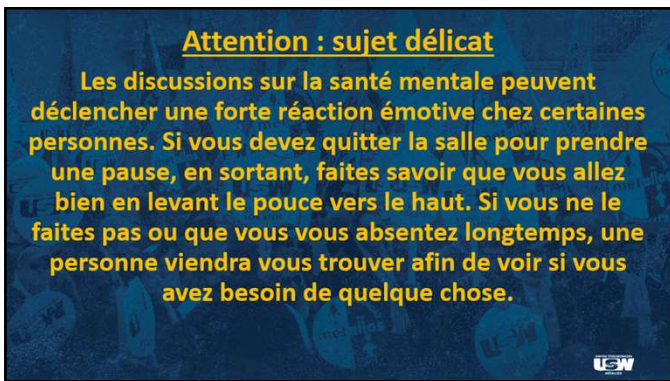 Attention : sujet délicat
Les discussions sur la santé mentale peuvent
déclencher une forte réaction émotive chez certaines
personnes. Si vous devez quitter la salle pour prendre
une pause, en sortant, faites savoir que vous allez
bien en levant le pouce vers le haut. Si vous ne le
faites pas ou que vous vous absentez longtemps, une
personne viendra vous trouver afin de voir si vous
avez besoin de quelque chose.
USW